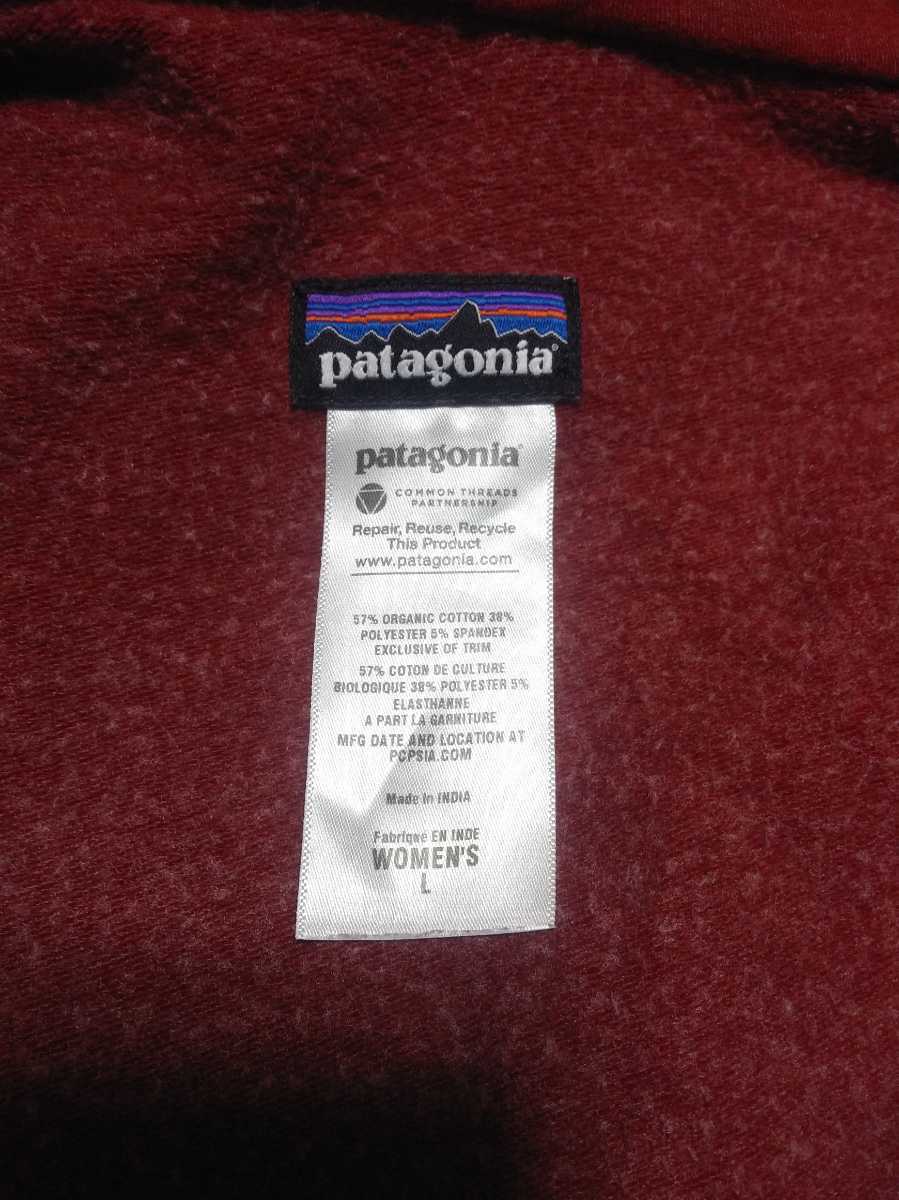 patagonia®
patagonia®
COMMON THREADS
PARTNERSHIP
Repair, Reuse, Recycle
This Product
www.patagonia.com
57% ORGANIC COTTON 38%
POLYESTER 5% SPANDEX
EXCLUSIVE OF TRIM
57% COTON DE CULTURE
BIOLOGIQUE 38% POLYESTER 5%
ELASTHANNE
A PART LA GARNITURE
MFG DATE AND LOCATION AT
PCPSIA.COM
Made in INDIA
Fabrique EN INDE
WOMEN'S
L